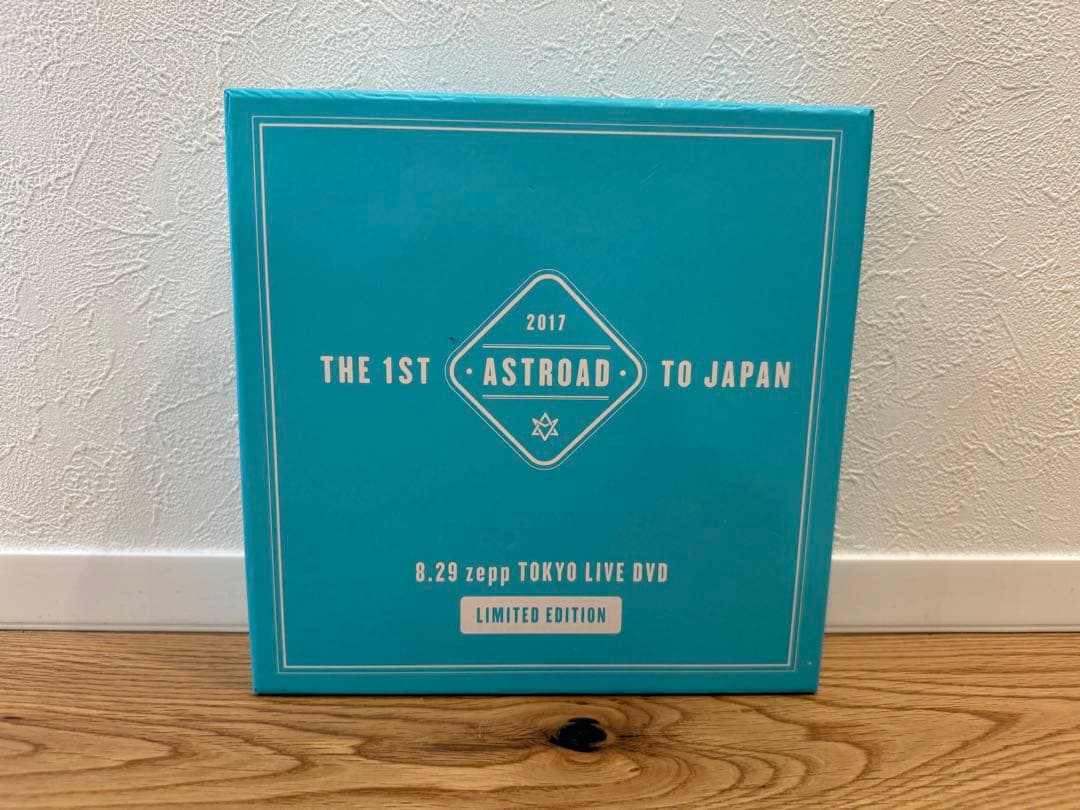 2017
THE 1ST · ASTROAD · TO JAPAN
8.29 zepp TOKYO LIVE DVD
LIMITED EDITION